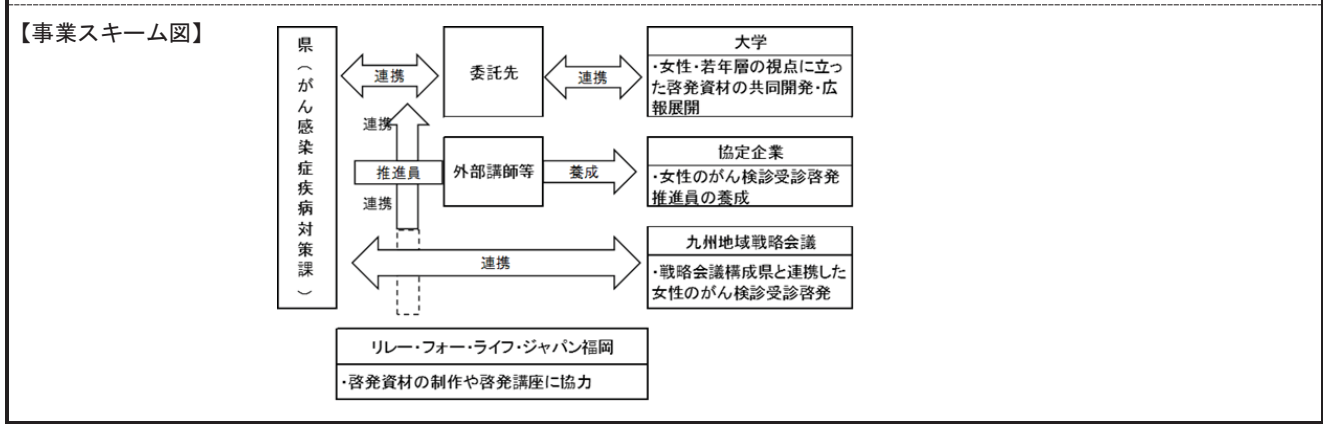 【事業スキーム図】
県（がん感染症疾病対策課）
連携
委託先
連携
大学
・女性・若年層の視点に立っ
た啓発資材の共同開発・広
報展開
連携
推進員
外部講師等
養成
協定企業
・女性のがん検診受診啓発
推進員の養成
連携
連携
九州地域戦略会議
・戦略会議構成県と連携した
女性のがん検診受診啓発
リレー・フォー・ライフ・ジャパン福岡
・啓発資材の制作や啓発講座に協力